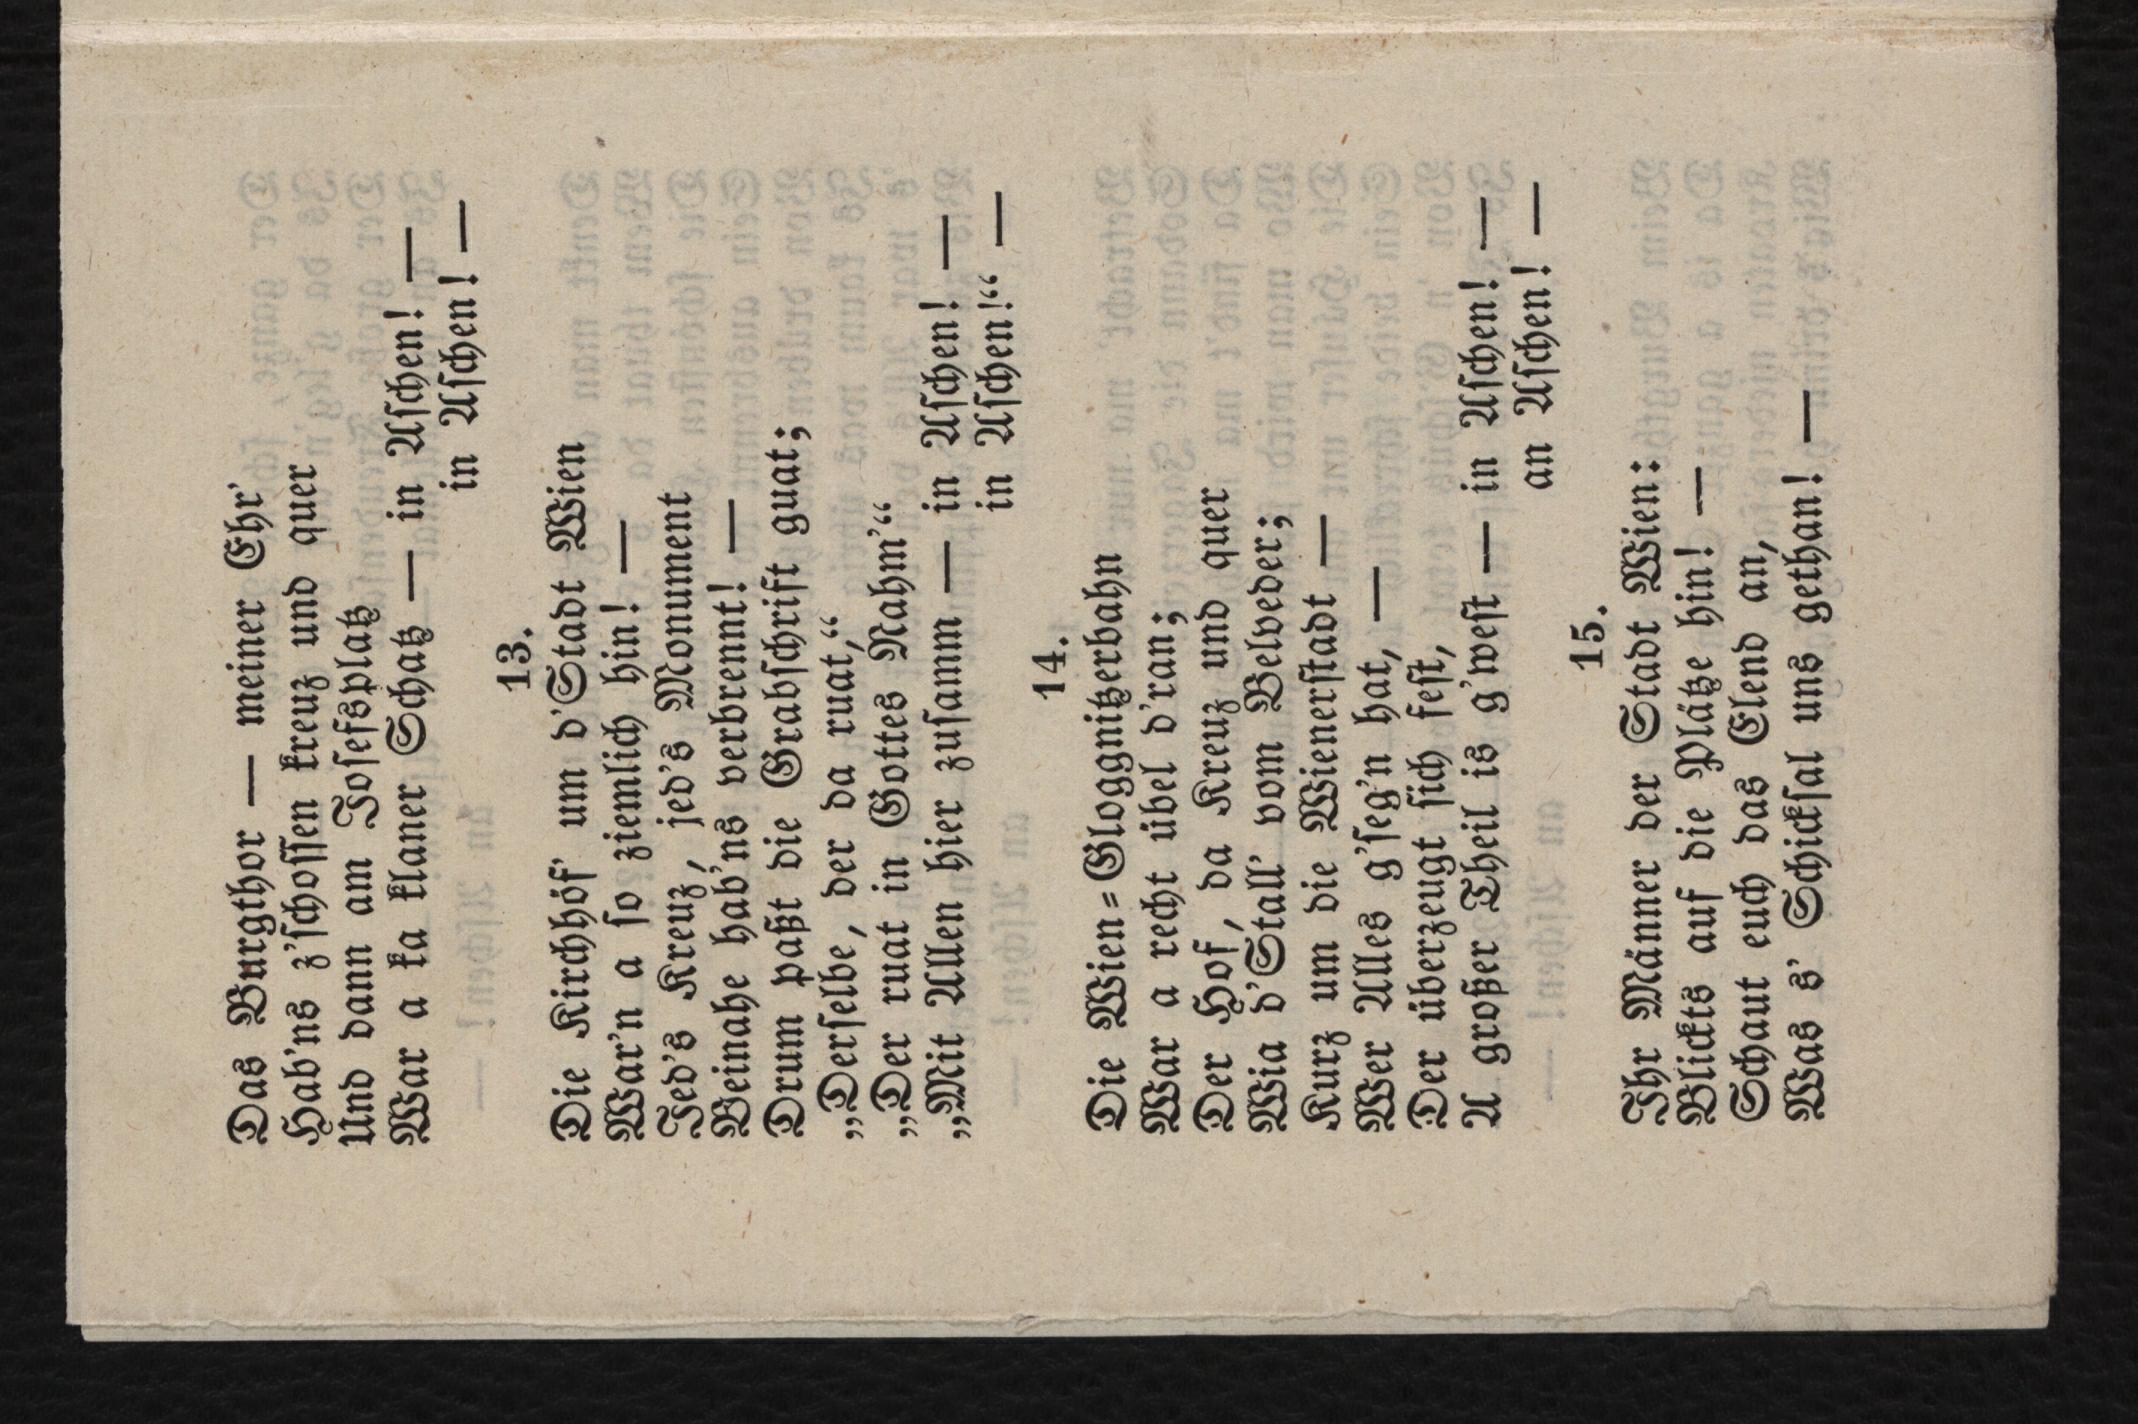 Das Burgthor — meiner Ehr'
Hab'ns z'ſchoſſen kreuz und quer
Und dann am Joſefsplatz
War a ka klaner Schatz — in Aſchen! —
in Aſchen! —
13.
Die Kirchhöf' um d'Stadt Wien
War'n a ſo ziemlich hin! —
Jed's Kreuz, jed's Monument
Beinahe hab'ns verbrennt! —
Drum paßt die Grabſchrift guat;
„Derſelbe, der da ruat,“
„Der ruat in Gottes Nahm'“
„Mit Allen hier zuſamm — in Aſchen! —
in Aſchen!“ —
14.
Die Wien=Gloggnitzerbahn
War a recht übel d'ran;
Der Hof, da Kreuz und quer
Wia d'Stall' vom Belveder;
Kurz um die Wienerſtadt —
Wer Alles g'ſeg'n hat, —
Der überzeugt ſich feſt,
A großer Theil is g'weſt — in Aſchen! —
an Aſchen! —
15.
Ihr Männer der Stadt Wien:
Blickts auf die Plätze hin! —
Schaut euch das Elend an,
Was s' Schickſal uns gethan! —